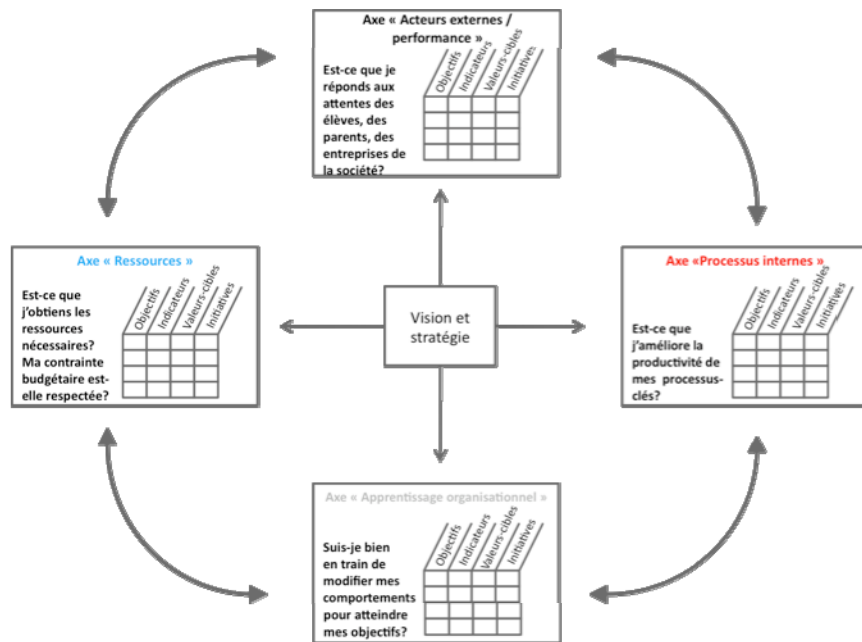 Axe « Acteurs externes /
performance »
Est-ce que je
réponds aux
attentes des
élèves, des
parents, des
entreprises de
la société?
Objectifs
Indicateurs
Valeurs-cibles
Initiatives
Axe « Ressources »
Est-ce que
j'obtiens les
ressources
nécessaires?
Ma contrainte
budgétaire est-
elle respectée?
Objectifs
Indicateurs
Valeurs-cibles
Initiatives
Vision et
stratégie
Axe «Processus internes »
Est-ce que
j'améliore la
productivité de
mes processus-
clés?
Objectifs
Indicateurs
Valeurs-cibles
Initiatives
Axe « Apprentissage organisationnel »
Suis-je bien
en train de
modifier mes
comportements
pour atteindre
mes objectifs?
Objectifs
Indicateurs
Valeurs-cibles
Initiatives